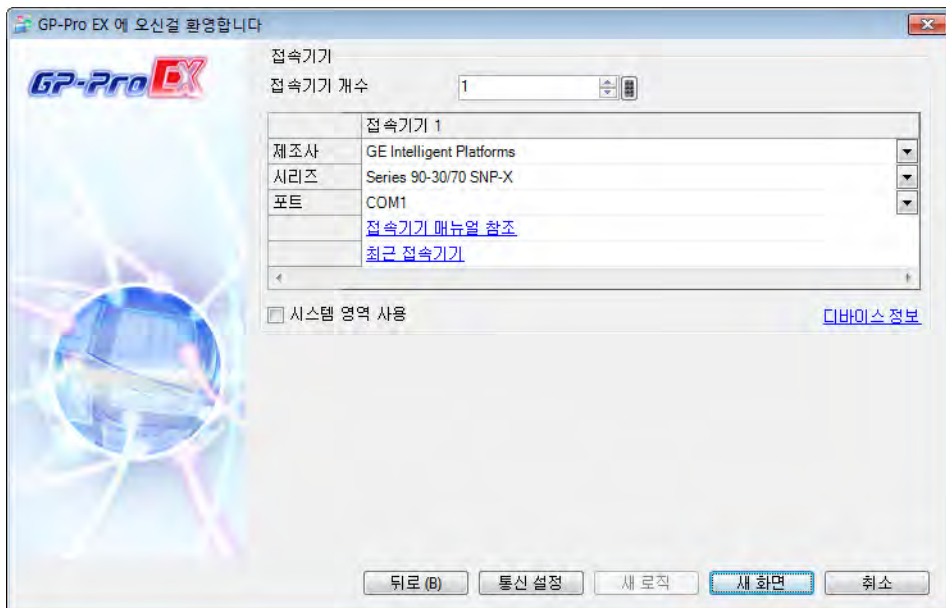 GP-Pro EX 에 오신걸 환영합니다
GP-Pro EX
접속기기
접속기기 개수 1
접속기기 1
제조사 GE Intelligent Platforms
시리즈 Series 90-30/70 SNP-X
포트 COM1
접속기기 매뉴얼 참조
최근 접속기기
시스템 영역 사용 디바이스 정보
뒤로 (B) 통신 설정 새 로직 새 화면 취소